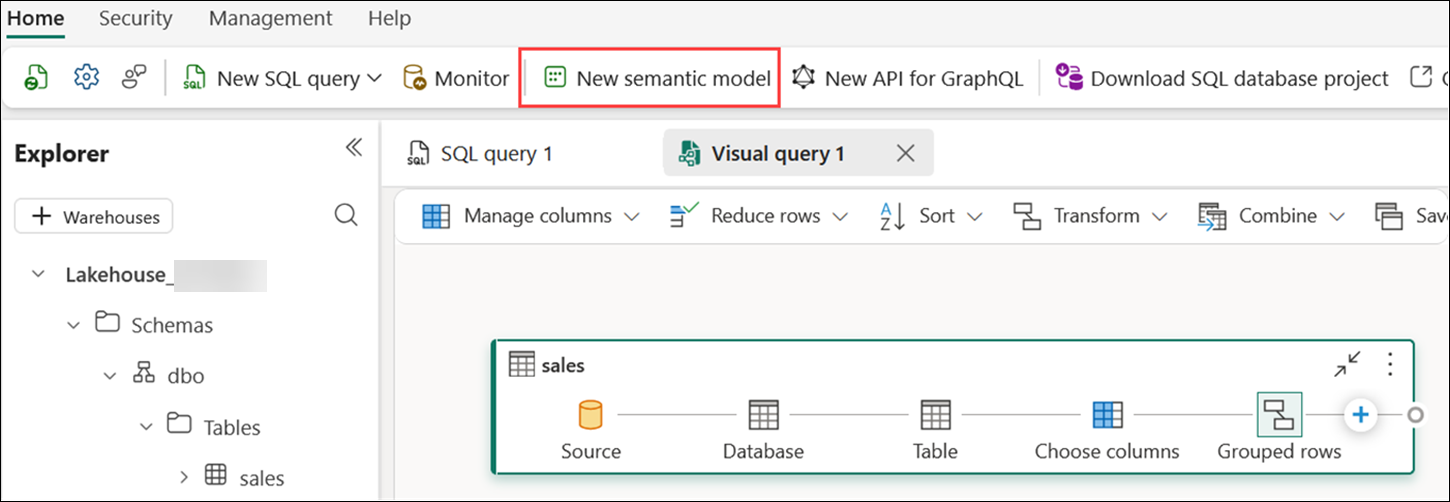 Home Security Management Help
New SQL query Monitor New semantic model New API for GraphQL Download SQL database project
Explorer
SQL query 1 Visual query 1
Warehouses
Manage columns Reduce rows Sort Transform Combine
Lakehouse_
Schemas
dbo
Tables
sales
sales
Source Database Table Choose columns Grouped rows